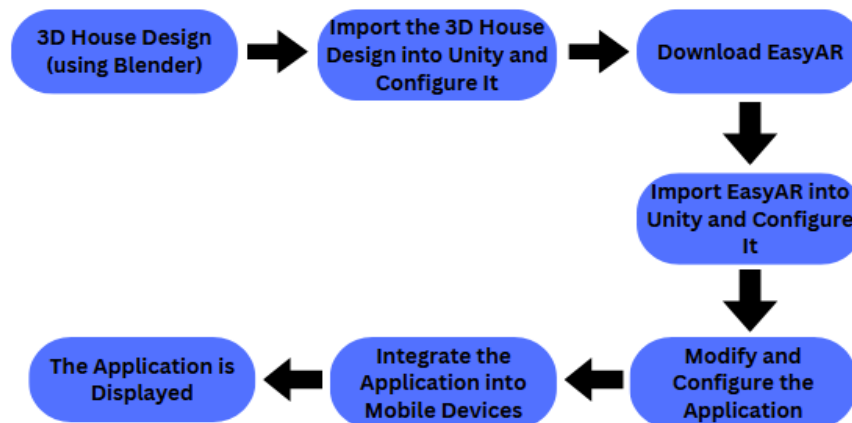 3D House Design
(using Blender)
Import the 3D House
Design into Unity and
Configure It
Download EasyAR
Import EasyAR into
Unity and Configure
It
Modify and
Configure the
Application
Integrate the
Application into
Mobile Devices
The Application is
Displayed